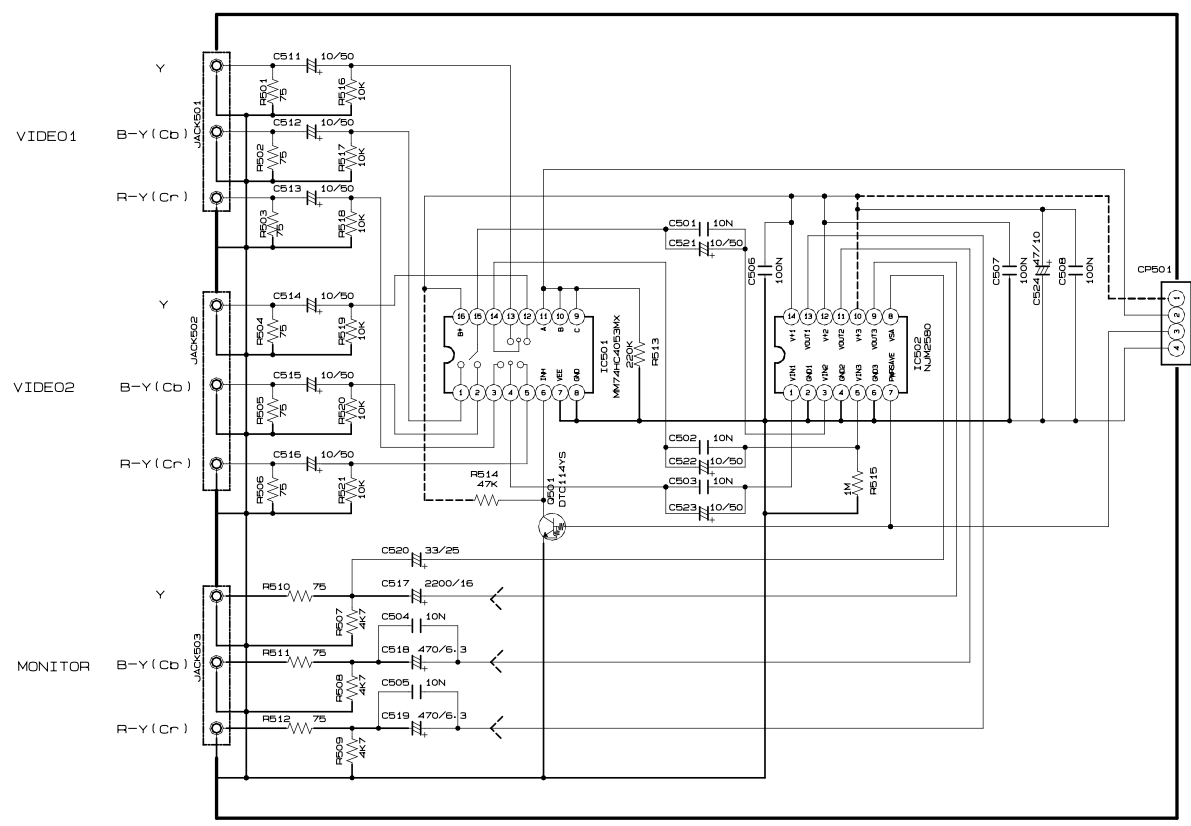 VIDEO1
Y
B-Y(Cb)
R-Y(Cr)
JACK501
C511 10/50
R501 75
R516 10K
C512 10/50
R502 75
R517 10K
C513 10/50
R503 75
R518 10K
VIDEO2
Y
B-Y(Cb)
R-Y(Cr)
JACK502
C514 10/50
R504 75
R519 10K
C515 10/50
R505 75
R520 10K
C516 10/50
R506 75
R521 10K
MONITOR
Y
B-Y(Cb)
R-Y(Cr)
JACK503
R510 75
R507 4K7
R511 75
R508 4K7
R512 75
R509 4K7
C520 33/25
C517 2200/16
C504 10N
C518 470/6.3
C505 10N
C519 470/6.3
16 15 14 13 12 11 10 9
B+ A B C
INH VEE GND
1 2 3 4 5 6 7 8
IC501
MM74HC4053MX
220K
R513
R514
47K
Q501
DTC114YS
C501 10N
C521 10/50
C502 10N
C522 10/50
C503 10N
C523 10/50
C506 100N
14 13 12 11 10 9 8
V+1 VOUT1 V+2 VOUT2 V+3 VOUT3 VSA
VIN1 GND1 VIN2 GND2 VIN3 GND3 PWRSAVE
1 2 3 4 5 6 7
IC502
NJM2580
1M R515
C507 100N
C524 47/10
C508 100N
CP501
1
2
3
4